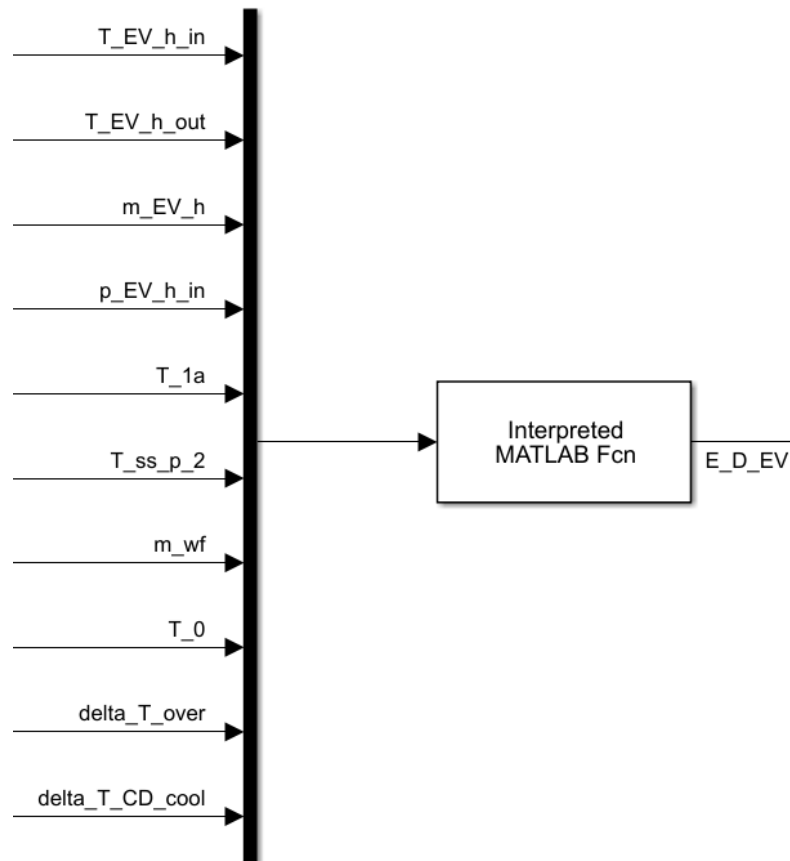 T_EV_h_in
T_EV_h_out
m_EV_h
p_EV_h_in
T_1a
T_ss_p_2
m_wf
T_0
delta_T_over
delta_T_CD_cool
Interpreted
MATLAB Fcn
E_D_EV